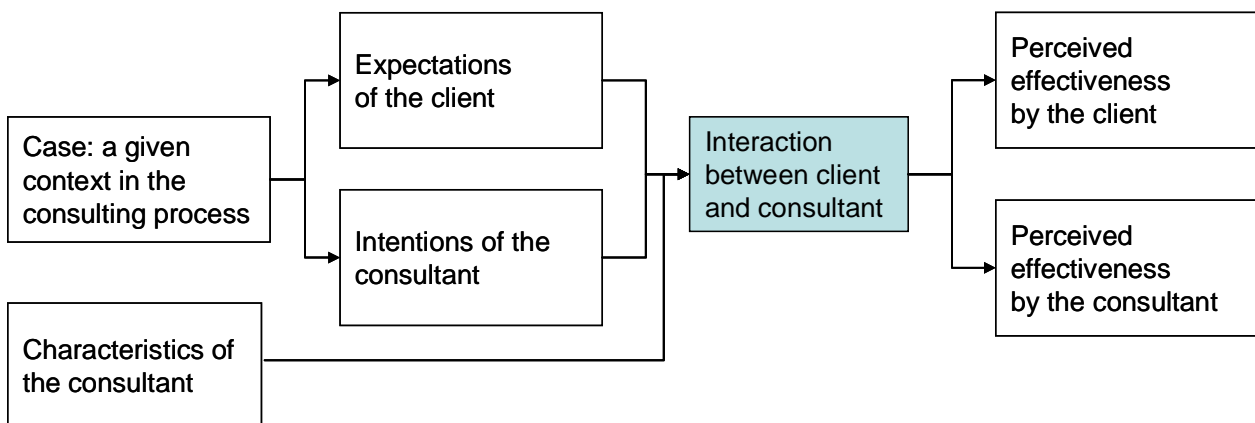 Case: a given
context in the
consulting process
Characteristics of
the consultant
Expectations
of the client
Intentions of the
consultant
Interaction
between client
and consultant
Perceived
effectiveness
by the client
Perceived
effectiveness
by the consultant